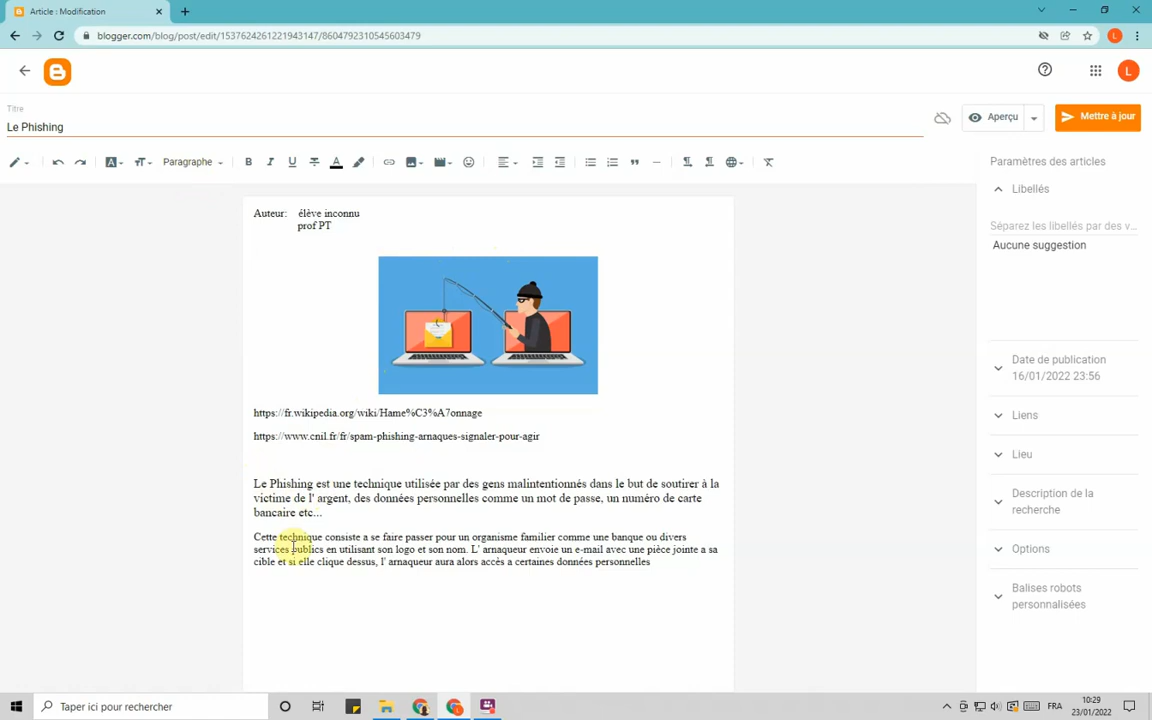 Article : Modification
blogger.com/blog/post/edit/1537624261221943147/8604792310545603479
L
L
Titre
Le Phishing
Aperçu
Mettre à jour
Paragraphe
B I U A
Paramètres des articles
Libellés
Séparez les libellés par des v...
Aucune suggestion
Date de publication
16/01/2022 23:56
Liens
Lieu
Description de la
recherche
Options
Balises robots
personnalisées
Auteur: élève inconnu
prof PT
https://fr.wikipedia.org/wiki/Hame%C3%A7onnage
https://www.cnil.fr/fr/spam-phishing-arnaques-signaler-pour-agir
Le Phishing est une technique utilisée par des gens malintentionnés dans le but de soutirer à la
victime de l' argent, des données personnelles comme un mot de passe, un numéro de carte
bancaire etc...
Cette technique consiste a se faire passer pour un organisme familier comme une banque ou divers
services publics en utilisant son logo et son nom. L' arnaqueur envoie un e-mail avec une pièce jointe a sa
cible et si elle clique dessus, l' arnaqueur aura alors accès a certaines données personnelles
Taper ici pour rechercher
FRA
10:29
23/01/2022